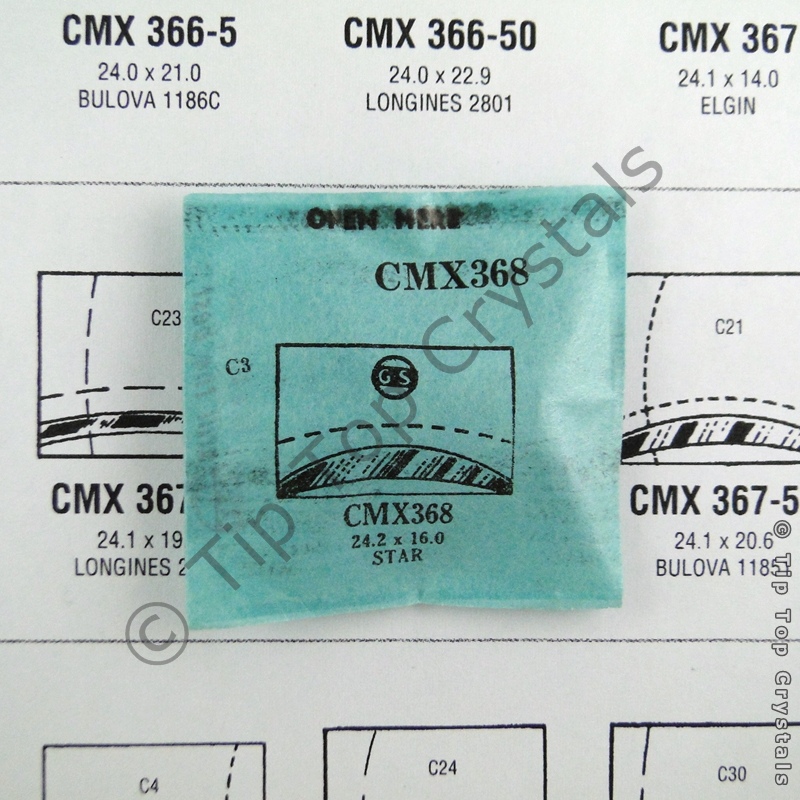 CMX 366-5
24.0 x 21.0
BULOVA 1186C
CMX 366-50
24.0 x 22.9
LONGINES 2801
CMX 367
24.1 x 14.0
ELGIN
OPEN HERE
CMX368
C3
GS
CMX368
24.2 x 16.0
STAR
C23
CMX 367
24.1 x 19
LONGINES 2
C21
CMX 367-5
24.1 x 20.6
BULOVA 1185
C4
C24
C30
© Tip Top Crystals
© Tip Top Crystals